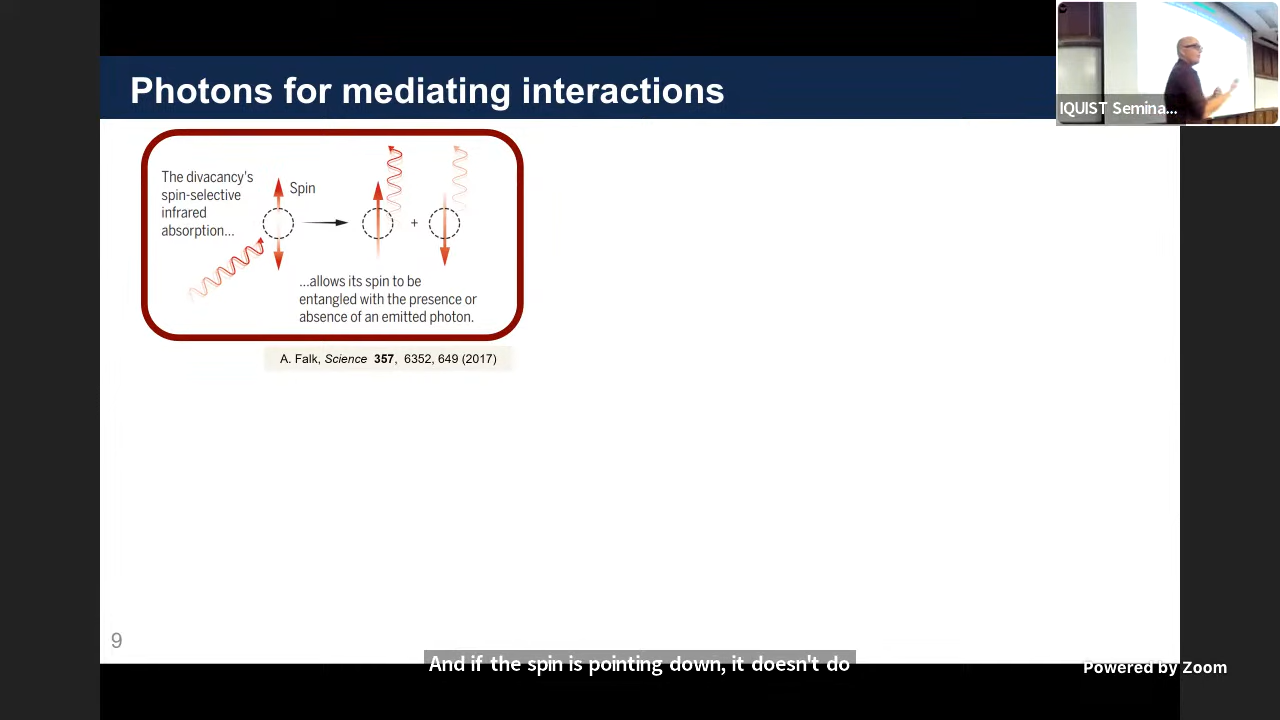 Photons for mediating interactions
IQUIST Semina...
The divacancy's
spin-selective
infrared
absorption...
Spin
+
...allows its spin to be
entangled with the presence or
absence of an emitted photon.
A. Falk, Science 357, 6352, 649 (2017)
9
And if the spin is pointing down, it doesn't do
Powered by Zoom